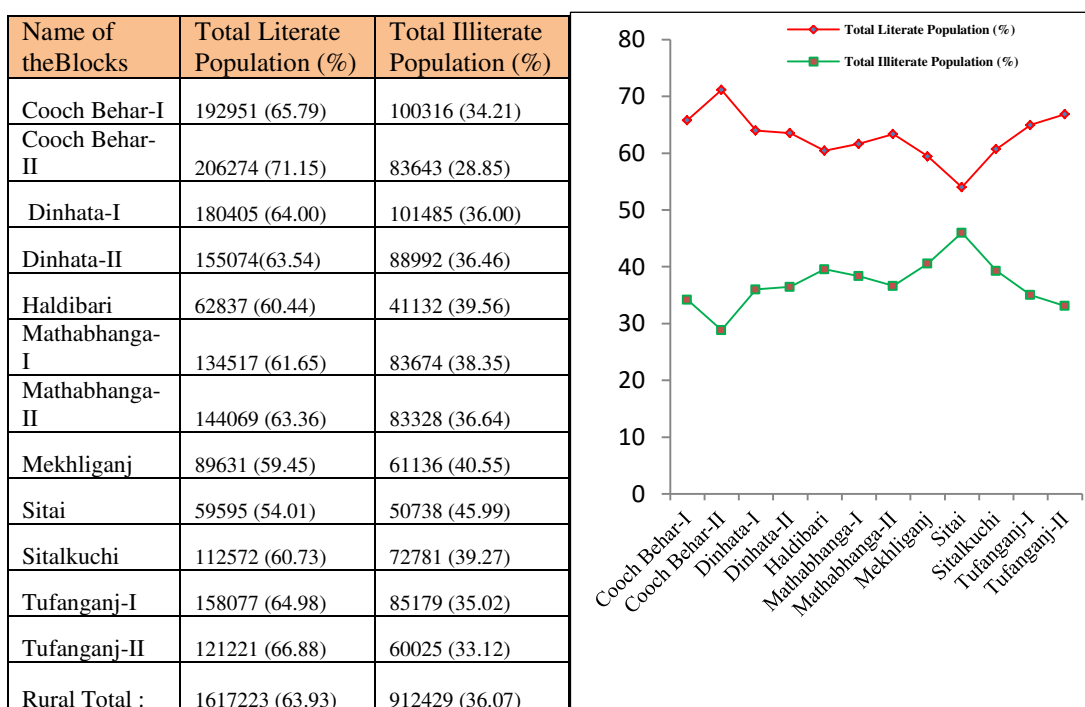 Name of theBlocks Total Literate Population (%) Total Illiterate Population (%)
Cooch Behar-I 192951 (65.79) 100316 (34.21)
Cooch Behar-II 206274 (71.15) 83643 (28.85)
Dinhata-I 180405 (64.00) 101485 (36.00)
Dinhata-II 155074(63.54) 88992 (36.46)
Haldibari 62837 (60.44) 41132 (39.56)
Mathabhanga-I 134517 (61.65) 83674 (38.35)
Mathabhanga-II 144069 (63.36) 83328 (36.64)
Mekhliganj 89631 (59.45) 61136 (40.55)
Sitai 59595 (54.01) 50738 (45.99)
Sitalkuchi 112572 (60.73) 72781 (39.27)
Tufanganj-I 158077 (64.98) 85179 (35.02)
Tufanganj-II 121221 (66.88) 60025 (33.12)
Rural Total : 1617223 (63.93) 912429 (36.07)
Total Literate Population (%)
Total Illiterate Population (%)
80
70
60
50
40
30
20
10
0
Cooch Behar-I
Cooch Behar-II
Dinhata-I
Dinhata-II
Haldibari
Mathabhanga-I
Mathabhanga-II
Mekhliganj
Sitai
Sitalkuchi
Tufanganj-I
Tufanganj-II